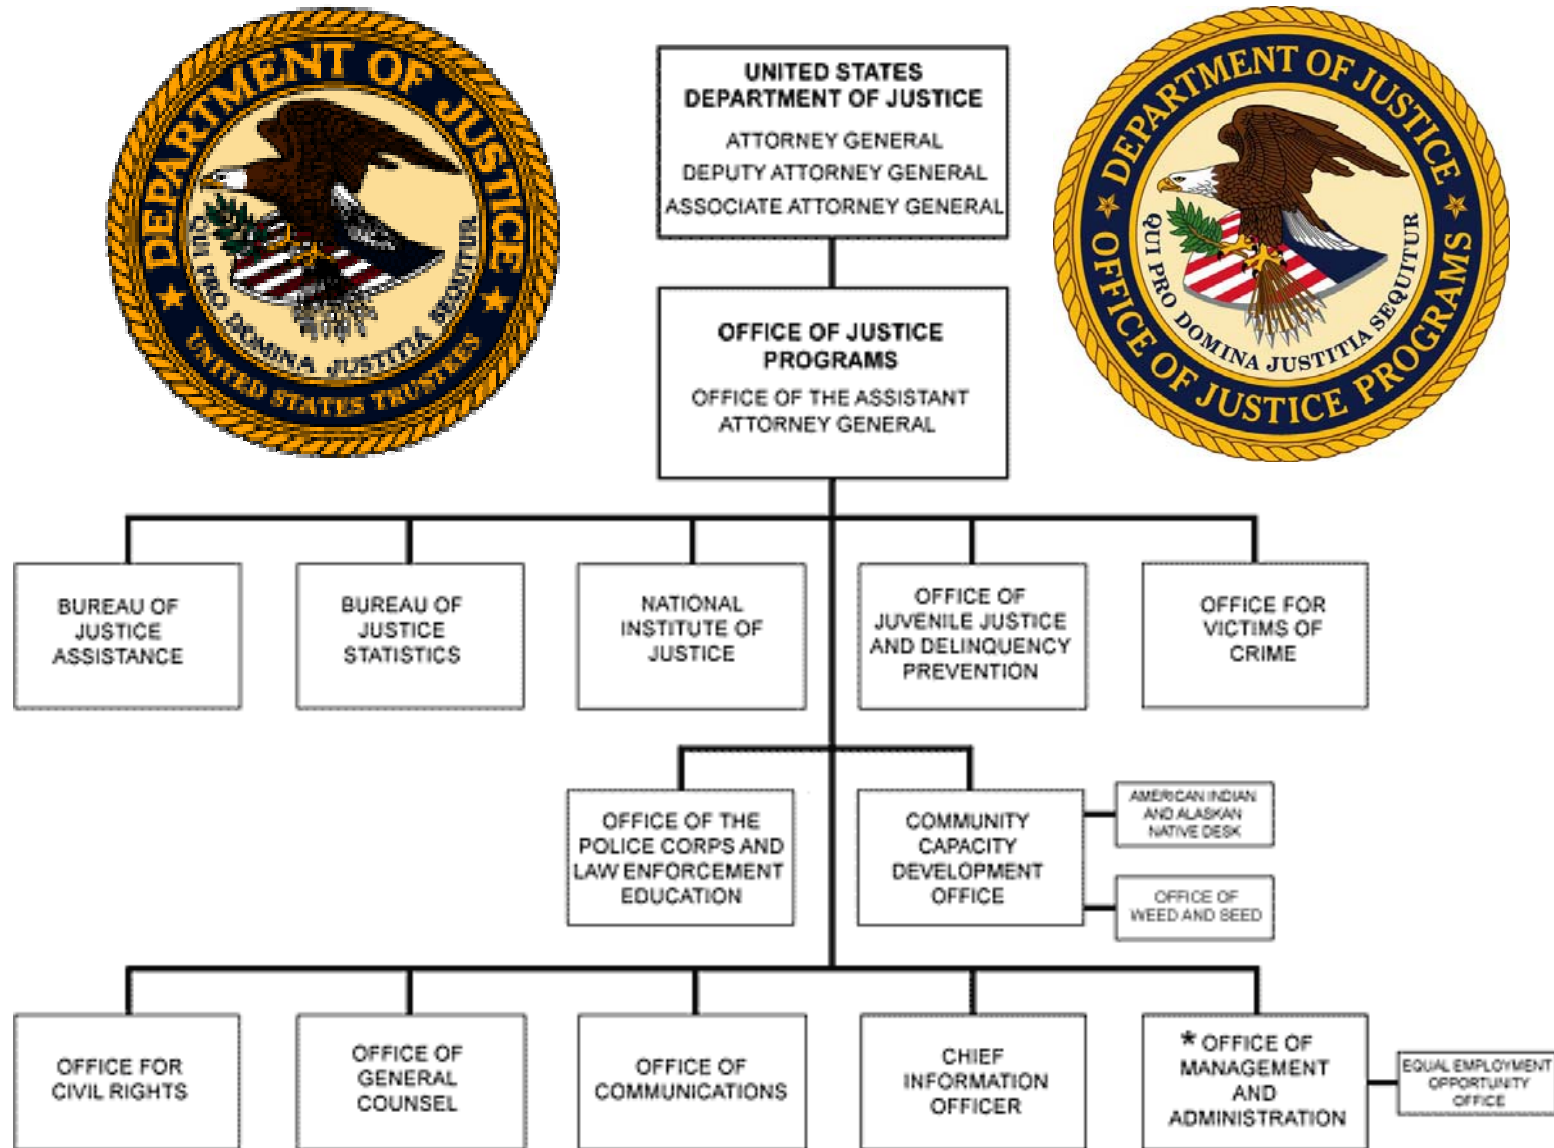 DEPARTMENT OF JUSTICE
QUI PRO DOMINA JUSTITIA SEQUITUR
UNITED STATES TRUSTEES
UNITED STATES
DEPARTMENT OF JUSTICE
ATTORNEY GENERAL
DEPUTY ATTORNEY GENERAL
ASSOCIATE ATTORNEY GENERAL
DEPARTMENT OF JUSTICE
QUI PRO DOMINA JUSTITIA SEQUITUR
OFFICE OF JUSTICE PROGRAMS
OFFICE OF JUSTICE
PROGRAMS
OFFICE OF THE ASSISTANT
ATTORNEY GENERAL
BUREAU OF
JUSTICE
ASSISTANCE
BUREAU OF
JUSTICE
STATISTICS
NATIONAL
INSTITUTE OF
JUSTICE
OFFICE OF
JUVENILE JUSTICE
AND DELINQUENCY
PREVENTION
OFFICE FOR
VICTIMS OF
CRIME
OFFICE OF THE
POLICE CORPS AND
LAW ENFORCEMENT
EDUCATION
COMMUNITY
CAPACITY
DEVELOPMENT
OFFICE
AMERICAN INDIAN
AND ALASKAN
NATIVE DESK
OFFICE OF
WEED AND SEED
OFFICE FOR
CIVIL RIGHTS
OFFICE OF
GENERAL
COUNSEL
OFFICE OF
COMMUNICATIONS
CHIEF
INFORMATION
OFFICER
* OFFICE OF
MANAGEMENT
AND
ADMINISTRATION
EQUAL EMPLOYMENT
OPPORTUNITY
OFFICE